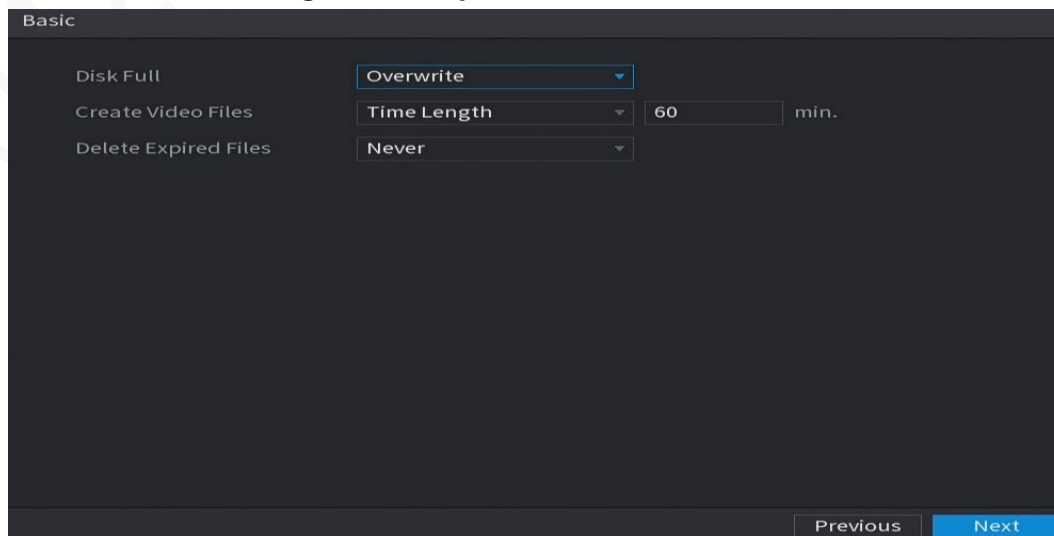 Basic
Disk Full Overwrite
Create Video Files Time Length 60 min.
Delete Expired Files Never
Previous Next